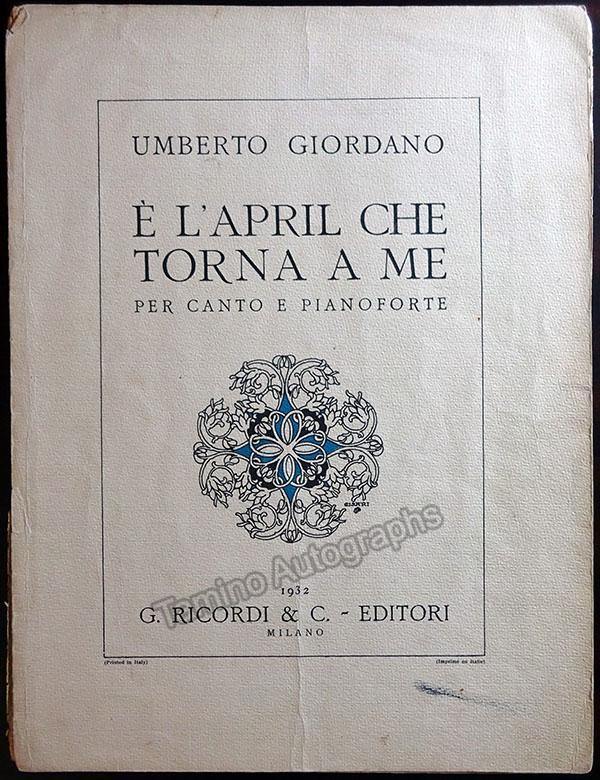 UMBERTO GIORDANO
È L'APRIL CHE
TORNA A ME
PER CANTO E PIANOFORTE
Tamino Autographs
1932
G. RICORDI & C. - EDITORI
MILANO
(Printed in Italy) (Imprimé en Italie)